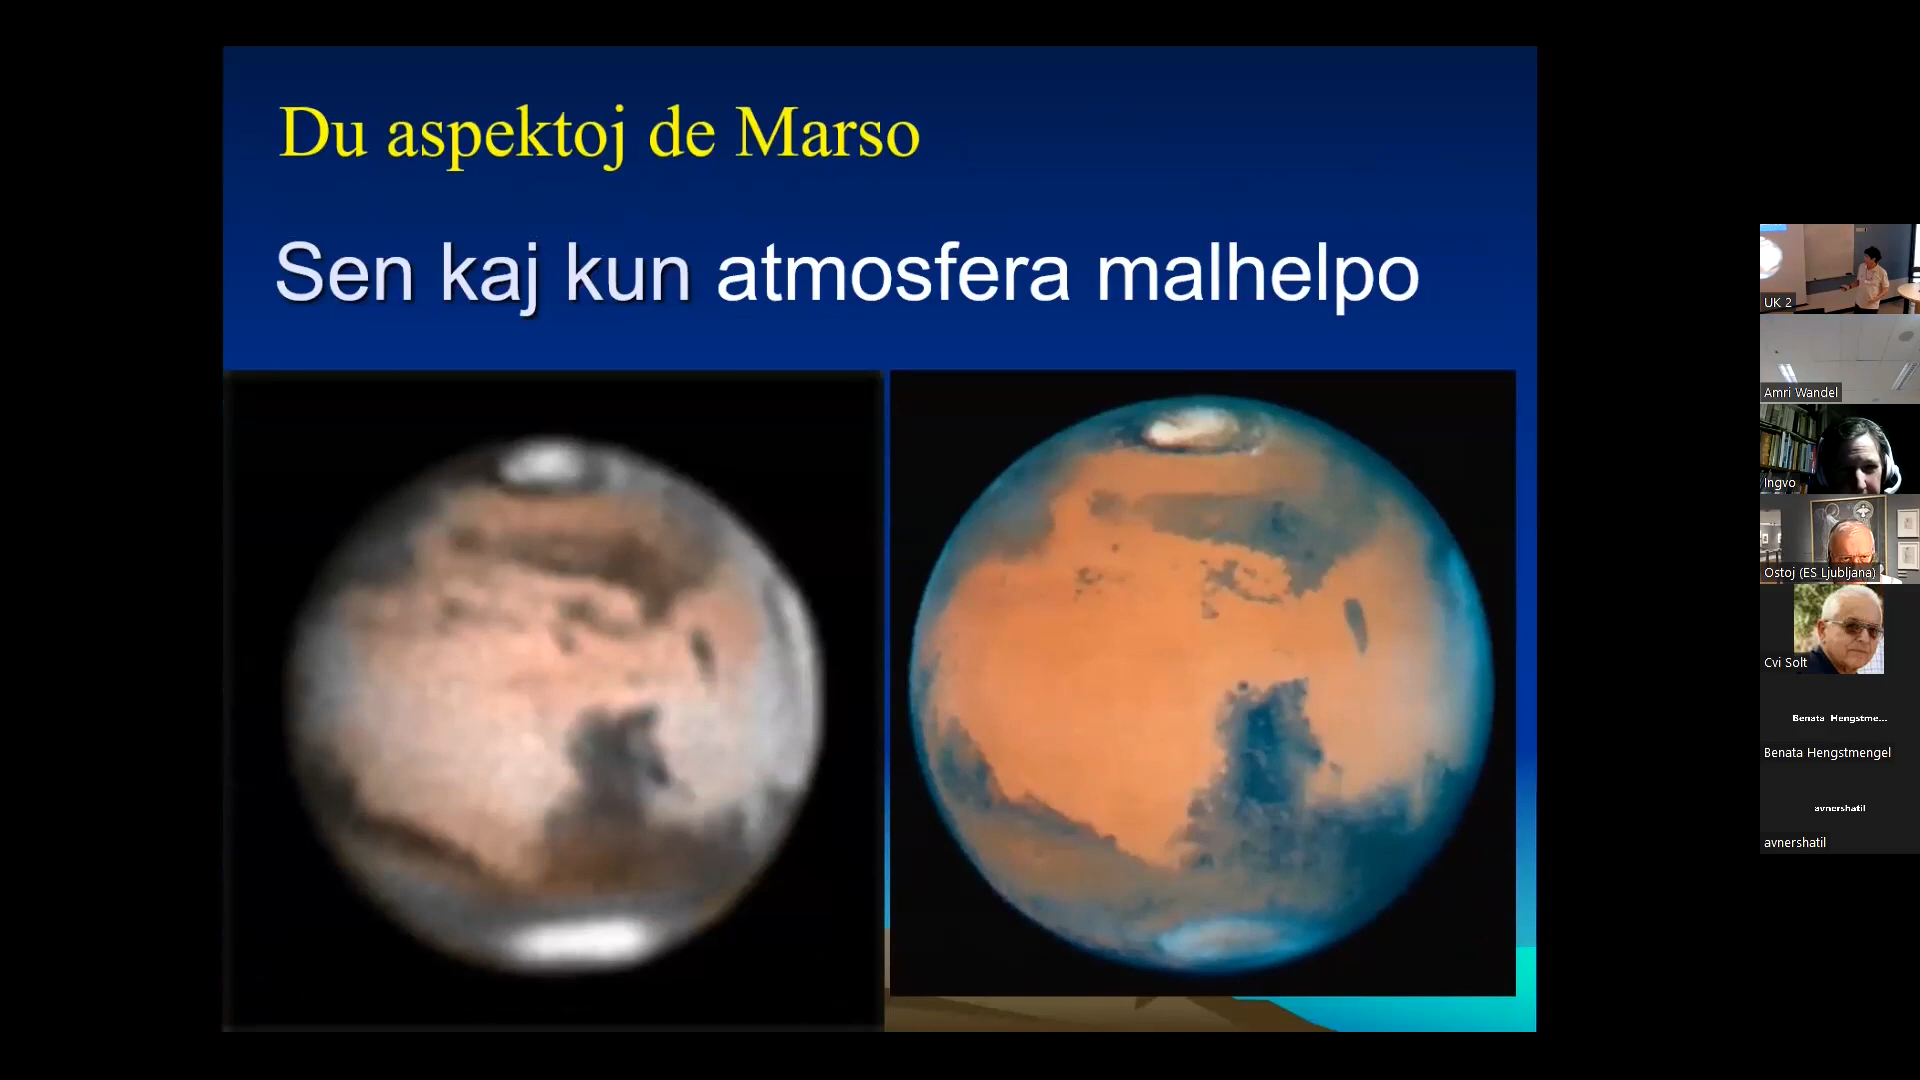 Du aspektoj de Marso
Sen kaj kun atmosfera malhelpo
UK 2
Amri Wandel
Ingvo
Ostoj (ES Ljubljana)
Cvi Solt
Benata Hengstme...
Benata Hengstmengel
avnershatil
avnershatil